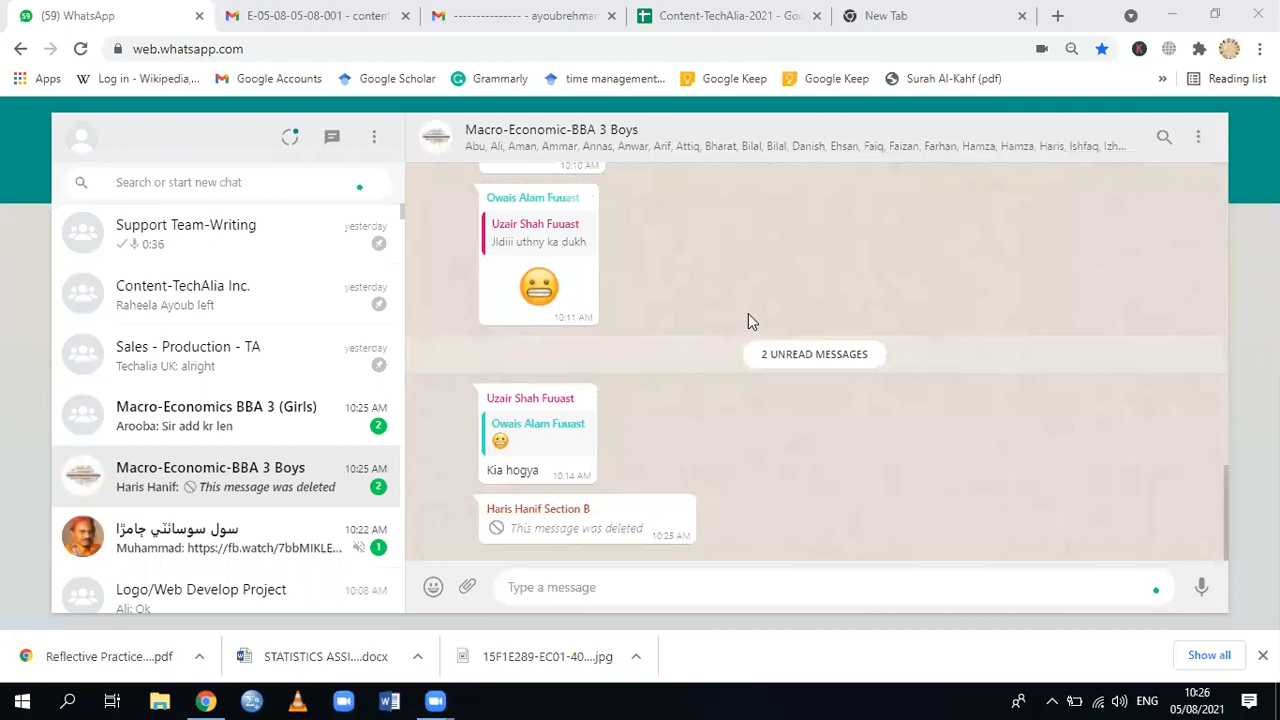 (59) WhatsApp
E-05-08-05-08-001 - conten
---------------- - ayoubrehman
Content-TechAlia-2021 - Goo
New Tab
web.whatsapp.com
Apps
Log in - Wikipedia,...
Google Accounts
Google Scholar
Grammarly
time management...
Google Keep
Google Keep
Surah Al-Kahf (pdf)
»
Reading list
Macro-Economic-BBA 3 Boys
Abu, Ali, Aman, Ammar, Annas, Anwar, Arif, Attiq, Bharat, Bilal, Bilal, Danish, Ehsan, Faiq, Faizan, Farhan, Hamza, Hamza, Haris, Ishfaq, Izh...
Search or start new chat
Support Team-Writing
yesterday
0:36
Content-TechAlia Inc.
yesterday
Raheela Ayoub left
Sales - Production - TA
yesterday
Techalia UK: alright
Macro-Economics BBA 3 (Girls)
10:25 AM
Arooba: Sir add kr len
2
Macro-Economic-BBA 3 Boys
10:25 AM
Haris Hanif: This message was deleted
2
سول سوسائٽي ڄامڙا
10:22 AM
Muhammad: https://fb.watch/7bbMIKLE...
1
Logo/Web Develop Project
10:08 AM
Ali: Ok
10:10 AM
Owais Alam Fuuast
Uzair Shah Fuuast
Jldiii uthny ka dukh
10:11 AM
2 UNREAD MESSAGES
Uzair Shah Fuuast
Owais Alam Fuuast
Kia hogya
10:14 AM
Haris Hanif Section B
This message was deleted
10:25 AM
Type a message
Reflective Practice....pdf
STATISTICS ASSI....docx
15F1E289-EC01-40....jpg
Show all
ENG
10:26
05/08/2021